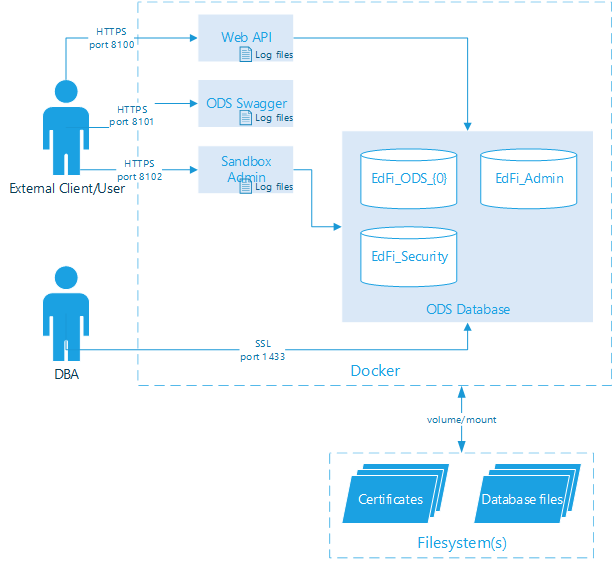 HTTPS
port 8100
Web API
Log files
HTTPS
port 8101
ODS Swagger
Log files
HTTPS
port 8102
Sandbox
Admin
Log files
External Client/User
EdFi_ODS_{0}
EdFi_Admin
EdFi_Security
ODS Database
SSL
port 1433
DBA
Docker
volume/mount
Certificates
Database files
Filesystem(s)